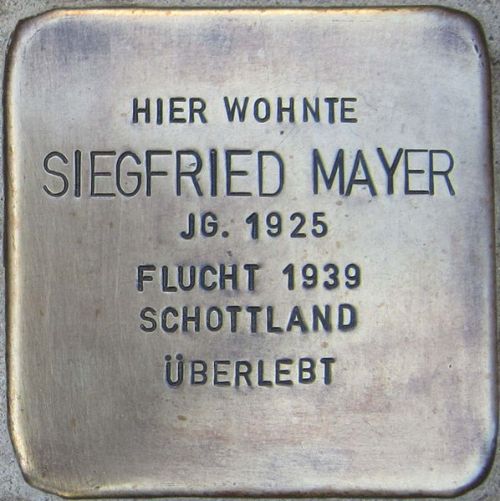 HIER WOHNTE
SIEGFRIED MAYER
JG. 1925
FLUCHT 1939
SCHOTTLAND
ÜBERLEBT